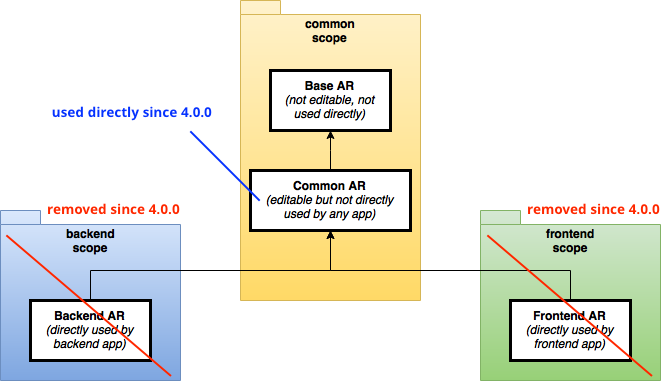 common
scope
Base AR
(not editable, not
used directly)
used directly since 4.0.0
Common AR
(editable but not directly
used by any app)
removed since 4.0.0
backend
scope
Backend AR
(directly used by
backend app)
removed since 4.0.0
frontend
scope
Frontend AR
(directly used by
frontend app)